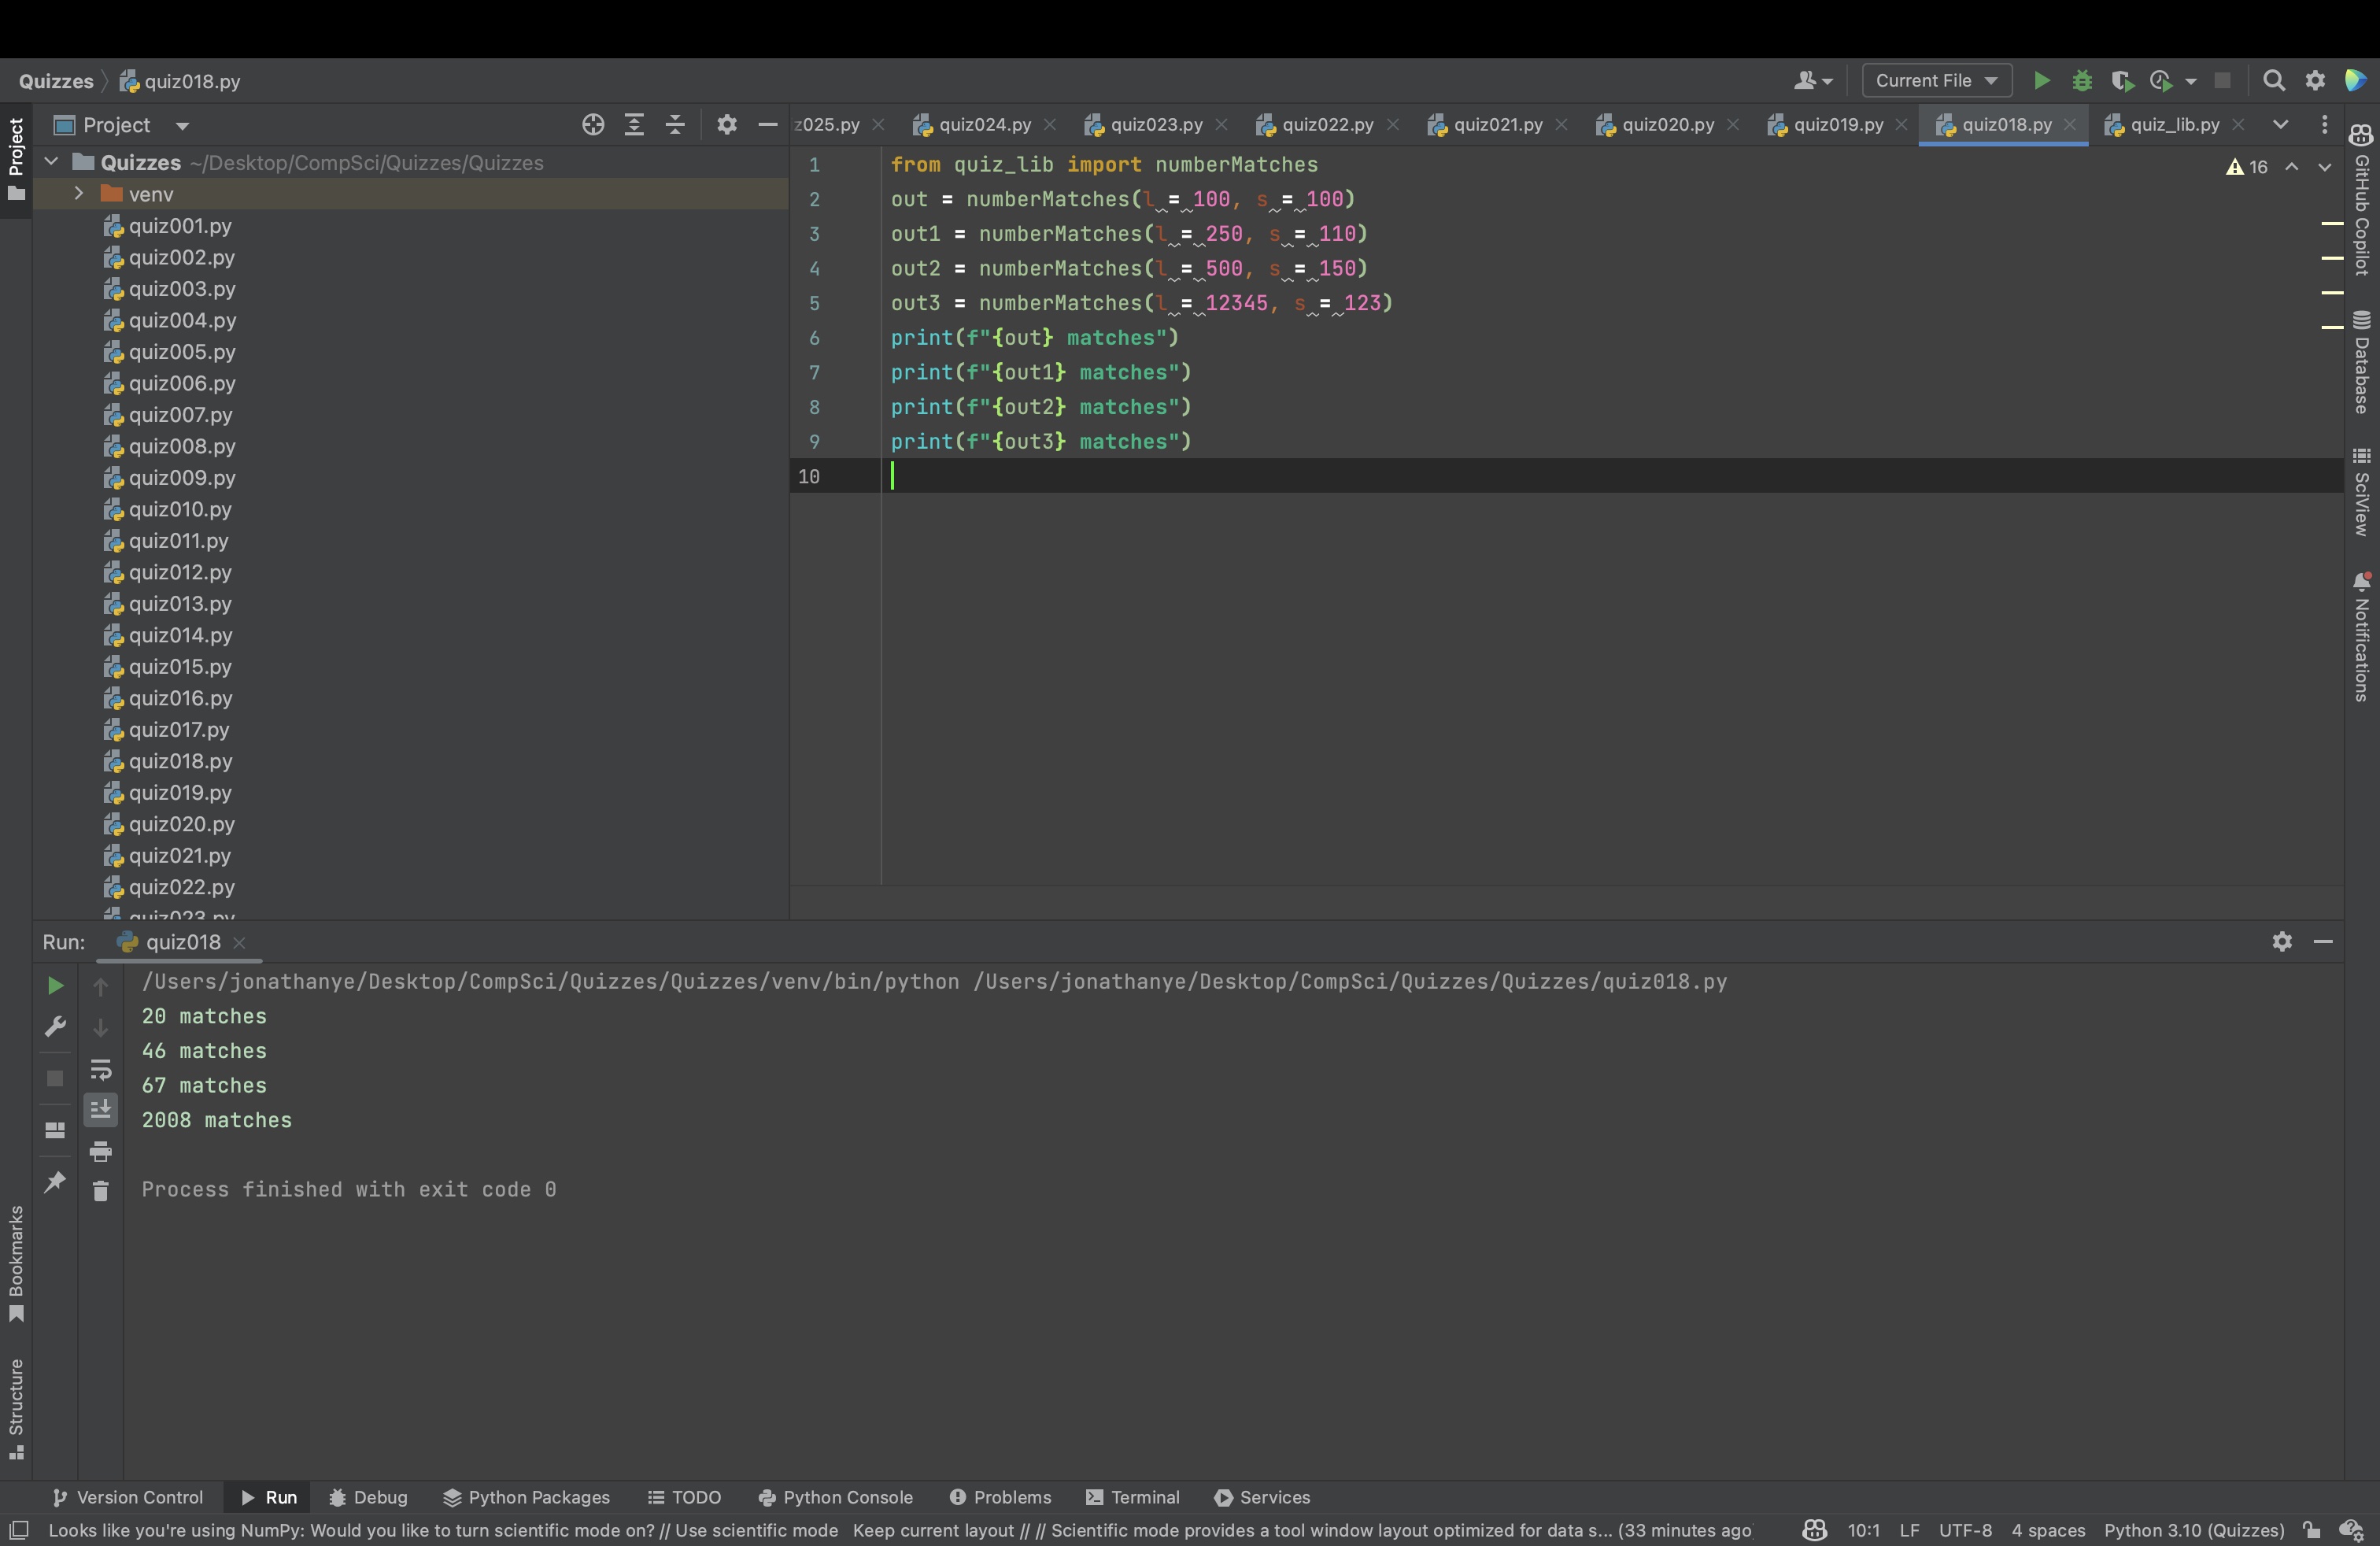 Quizzes quiz018.py
Current File
Project
z025.py quiz024.py quiz023.py quiz022.py quiz021.py quiz020.py quiz019.py quiz018.py quiz_lib.py
Project
Quizzes ~/Desktop/CompSci/Quizzes/Quizzes
venv
quiz001.py
quiz002.py
quiz003.py
quiz004.py
quiz005.py
quiz006.py
quiz007.py
quiz008.py
quiz009.py
quiz010.py
quiz011.py
quiz012.py
quiz013.py
quiz014.py
quiz015.py
quiz016.py
quiz017.py
quiz018.py
quiz019.py
quiz020.py
quiz021.py
quiz022.py
quiz023.py
16
1 from quiz_lib import numberMatches
2 out = numberMatches(l = 100, s = 100)
3 out1 = numberMatches(l = 250, s = 110)
4 out2 = numberMatches(l = 500, s = 150)
5 out3 = numberMatches(l = 12345, s = 123)
6 print(f"{out} matches")
7 print(f"{out1} matches")
8 print(f"{out2} matches")
9 print(f"{out3} matches")
10
GitHub Copilot
Database
SciView
Notifications
Run: quiz018
/Users/jonathanye/Desktop/CompSci/Quizzes/Quizzes/venv/bin/python /Users/jonathanye/Desktop/CompSci/Quizzes/Quizzes/quiz018.py
20 matches
46 matches
67 matches
2008 matches
Process finished with exit code 0
Bookmarks
Structure
Version Control Run Debug Python Packages TODO Python Console Problems Terminal Services
Looks like you're using NumPy: Would you like to turn scientific mode on? // Use scientific mode Keep current layout // // Scientific mode provides a tool window layout optimized for data s... (33 minutes ago 10:1 LF UTF-8 4 spaces Python 3.10 (Quizzes)